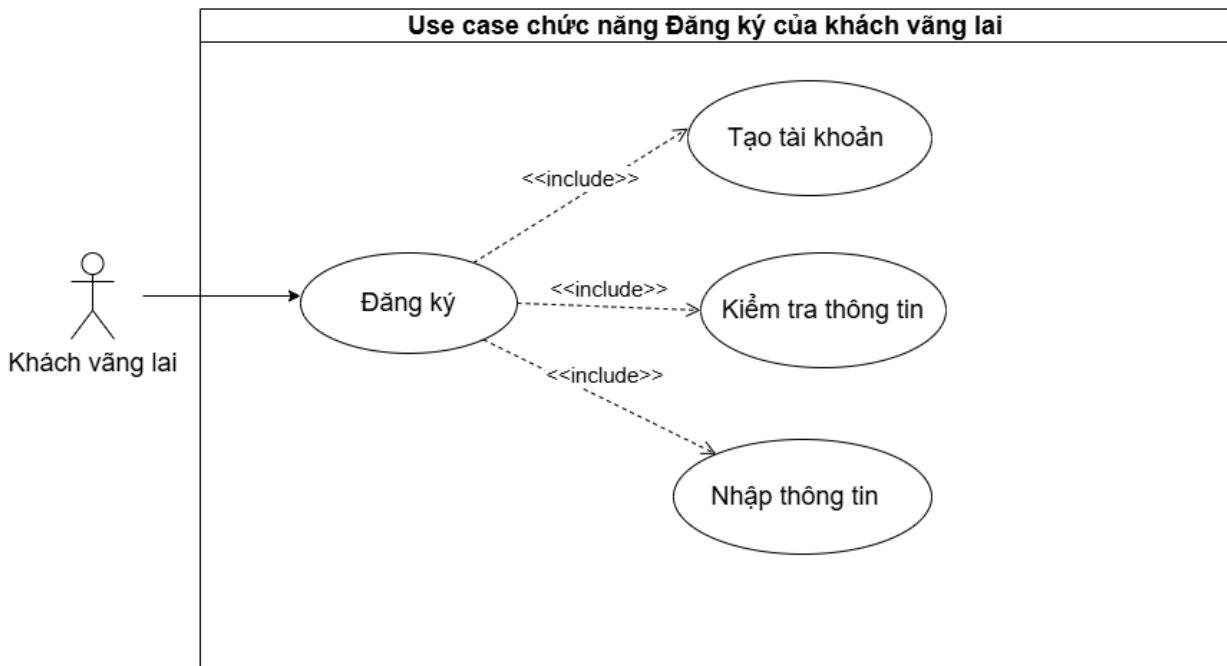 Use case chức năng Đăng ký của khách vãng lai
Tạo tài khoản
<<include>>
Đăng ký
<<include>>
Kiểm tra thông tin
Khách vãng lai
<<include>>
Nhập thông tin